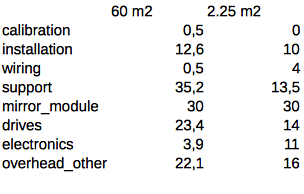 60 m2 2.25 m2
calibration 0,5 0
installation 12,6 10
wiring 0,5 4
support 35,2 13,5
mirror_module 30 30
drives 23,4 14
electronics 3,9 11
overhead_other 22,1 16